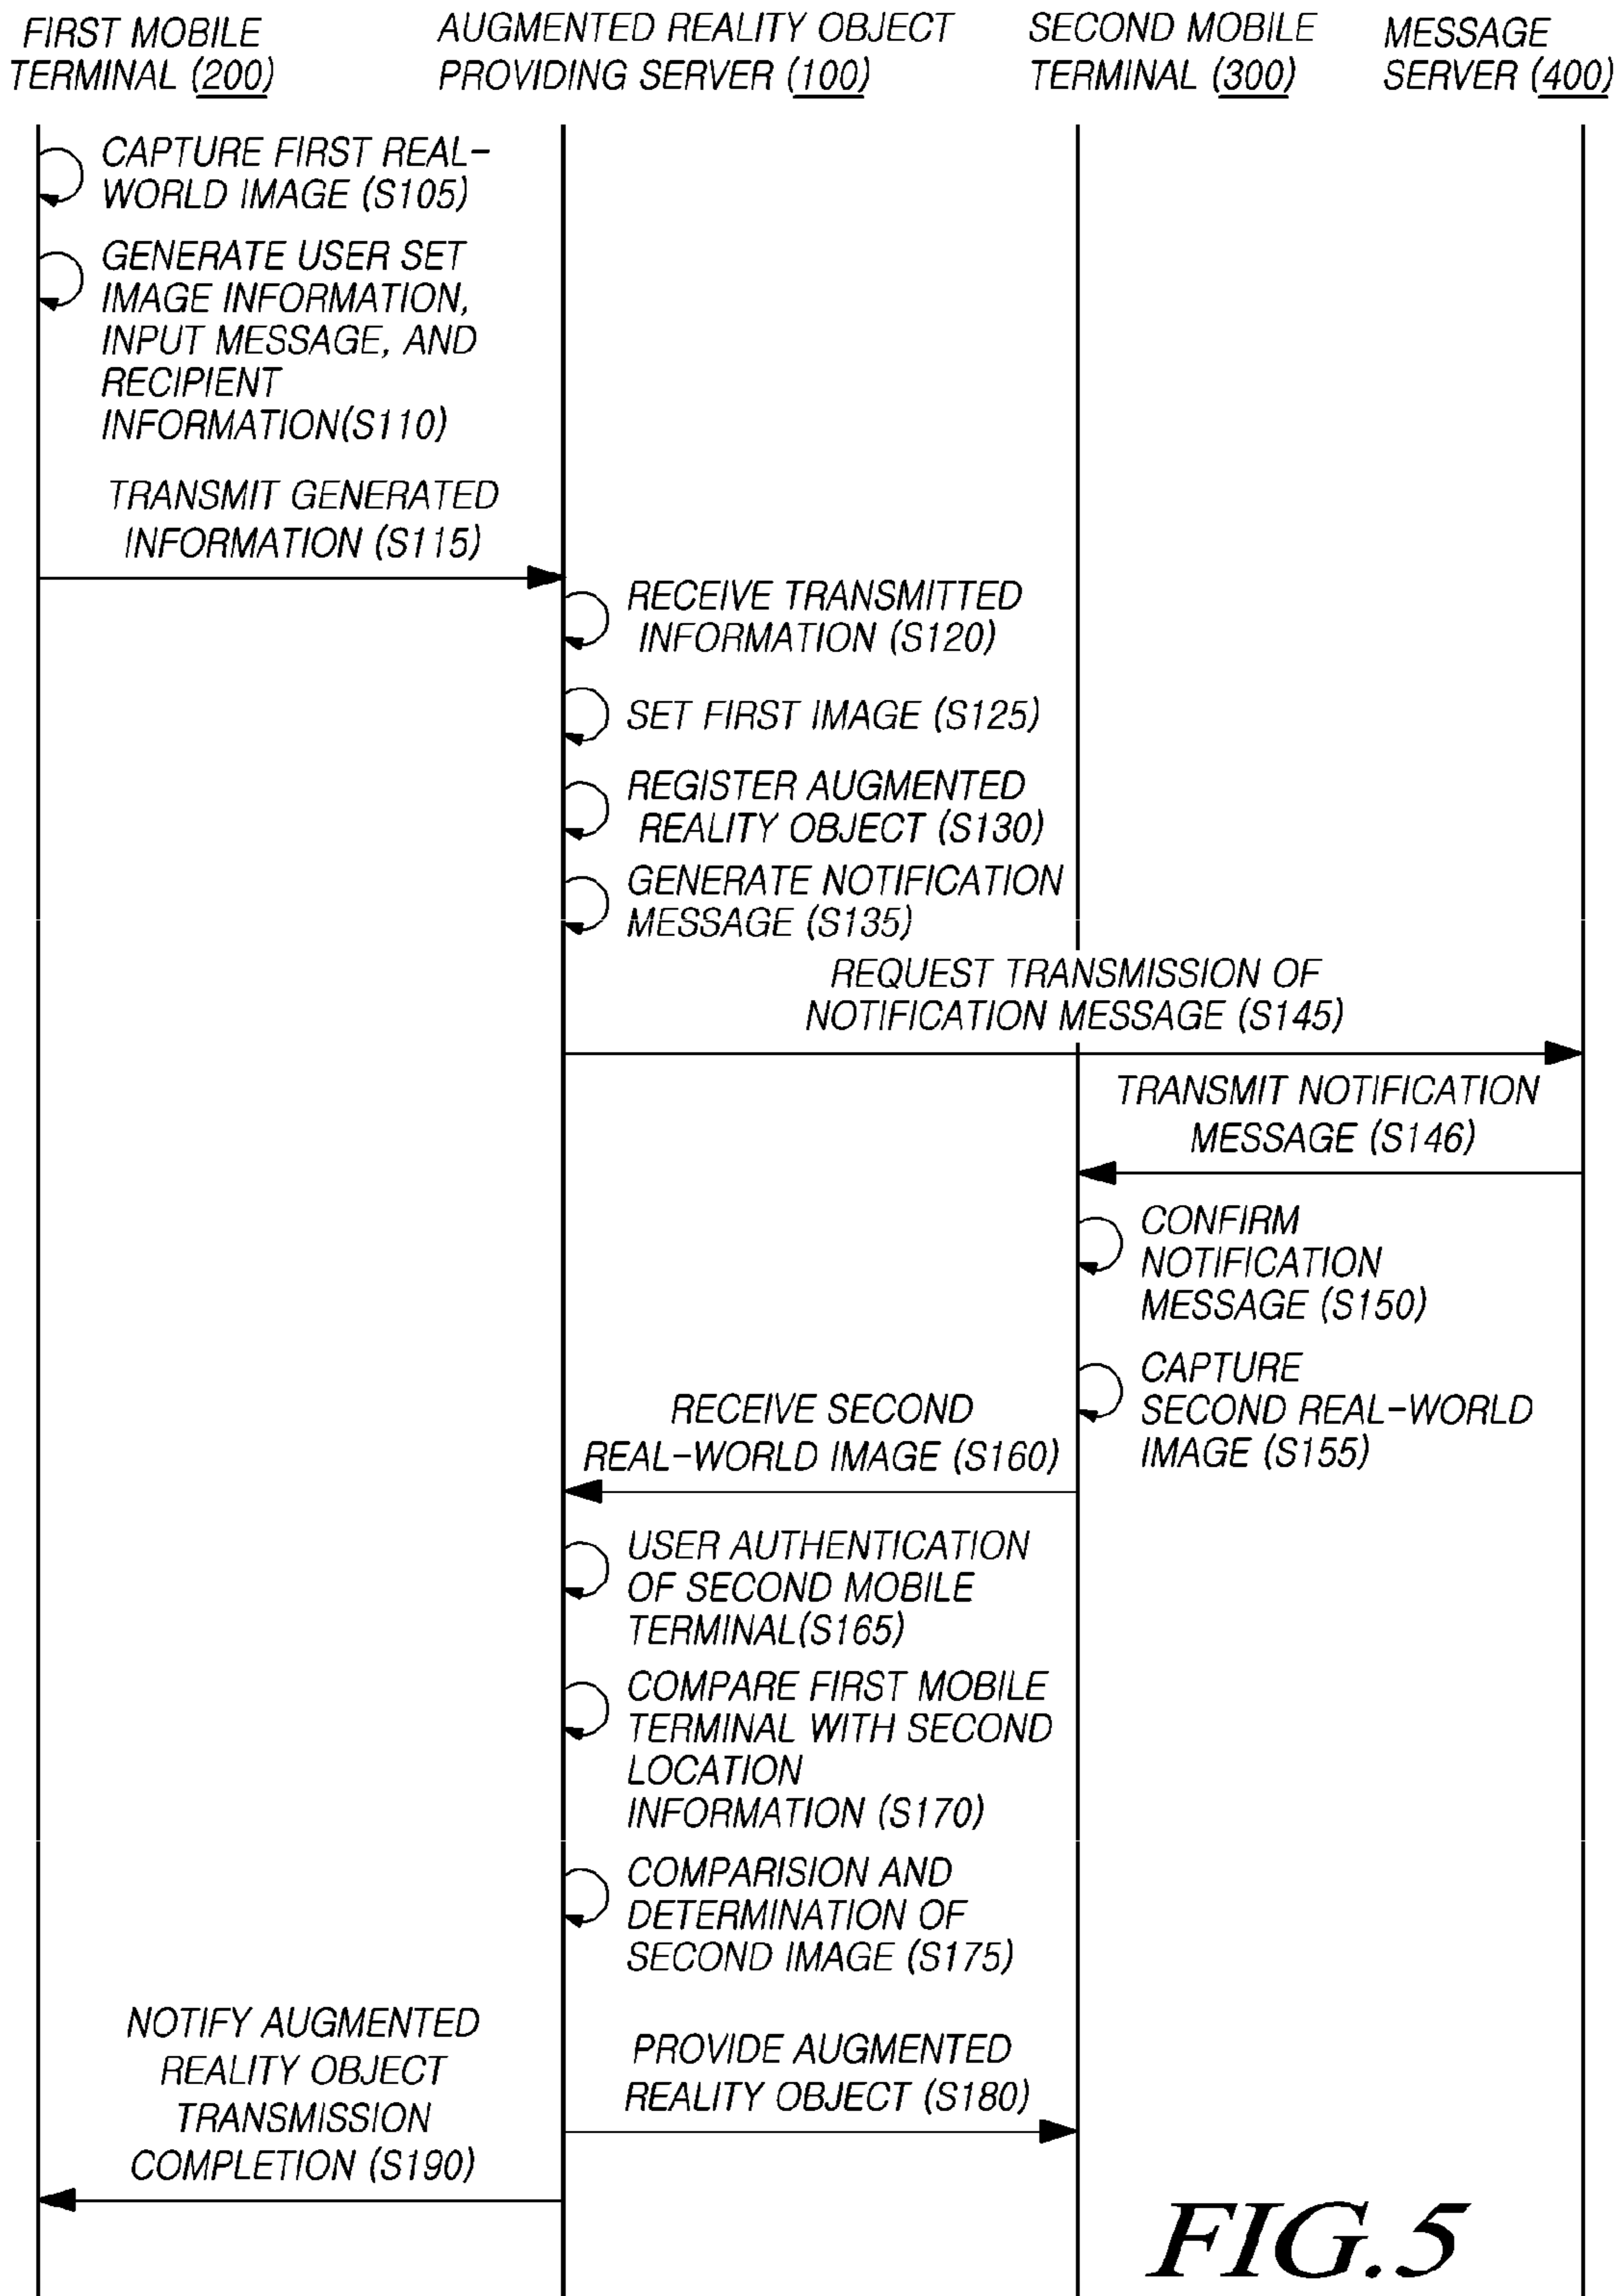 FIRST MOBILE
TERMINAL (200)
AUGMENTED REALITY OBJECT
PROVIDING SERVER (100)
SECOND MOBILE
TERMINAL (300)
MESSAGE
SERVER (400)
CAPTURE FIRST REAL-
WORLD IMAGE (S105)
GENERATE USER SET
IMAGE INFORMATION,
INPUT MESSAGE, AND
RECIPIENT
INFORMATION(S110)
TRANSMIT GENERATED
INFORMATION (S115)
RECEIVE TRANSMITTED
INFORMATION (S120)
SET FIRST IMAGE (S125)
REGISTER AUGMENTED
REALITY OBJECT (S130)
GENERATE NOTIFICATION
MESSAGE (S135)
REQUEST TRANSMISSION OF
NOTIFICATION MESSAGE (S145)
TRANSMIT NOTIFICATION
MESSAGE (S146)
CONFIRM
NOTIFICATION
MESSAGE (S150)
CAPTURE
SECOND REAL-WORLD
IMAGE (S155)
RECEIVE SECOND
REAL-WORLD IMAGE (S160)
USER AUTHENTICATION
OF SECOND MOBILE
TERMINAL(S165)
COMPARE FIRST MOBILE
TERMINAL WITH SECOND
LOCATION
INFORMATION (S170)
COMPARISION AND
DETERMINATION OF
SECOND IMAGE (S175)
NOTIFY AUGMENTED
REALITY OBJECT
TRANSMISSION
COMPLETION (S190)
PROVIDE AUGMENTED
REALITY OBJECT (S180)
FIG.5